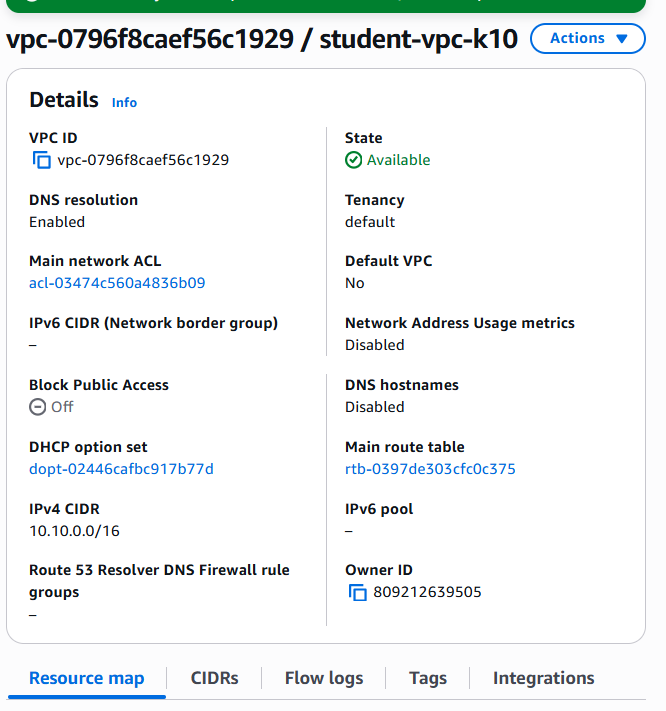 vpc-0796f8caef56c1929 / student-vpc-k10
Actions
Details Info
VPC ID
vpc-0796f8caef56c1929
State
Available
DNS resolution
Enabled
Tenancy
default
Main network ACL
acl-03474c560a4836b09
Default VPC
No
IPv6 CIDR (Network border group)
–
Network Address Usage metrics
Disabled
Block Public Access
Off
DNS hostnames
Disabled
DHCP option set
dopt-02446cafbc917b77d
Main route table
rtb-0397de303cfc0c375
IPv4 CIDR
10.10.0.0/16
IPv6 pool
–
Route 53 Resolver DNS Firewall rule
groups
–
Owner ID
809212639505
Resource map
CIDRs
Flow logs
Tags
Integrations